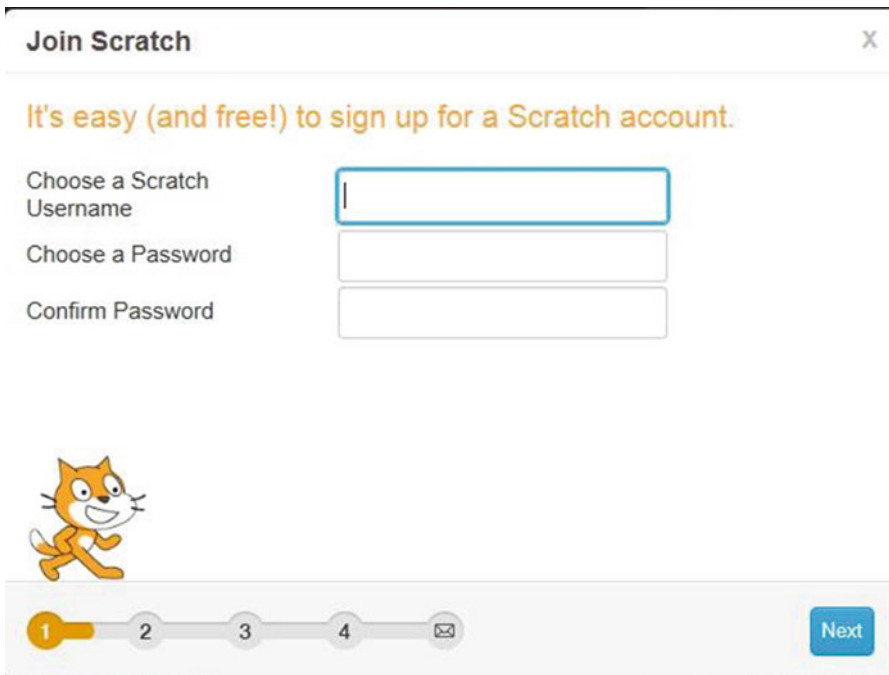 Join Scratch
X
It's easy (and free!) to sign up for a Scratch account.
Choose a Scratch
Username
Choose a Password
Confirm Password
1 2 3 4
Next